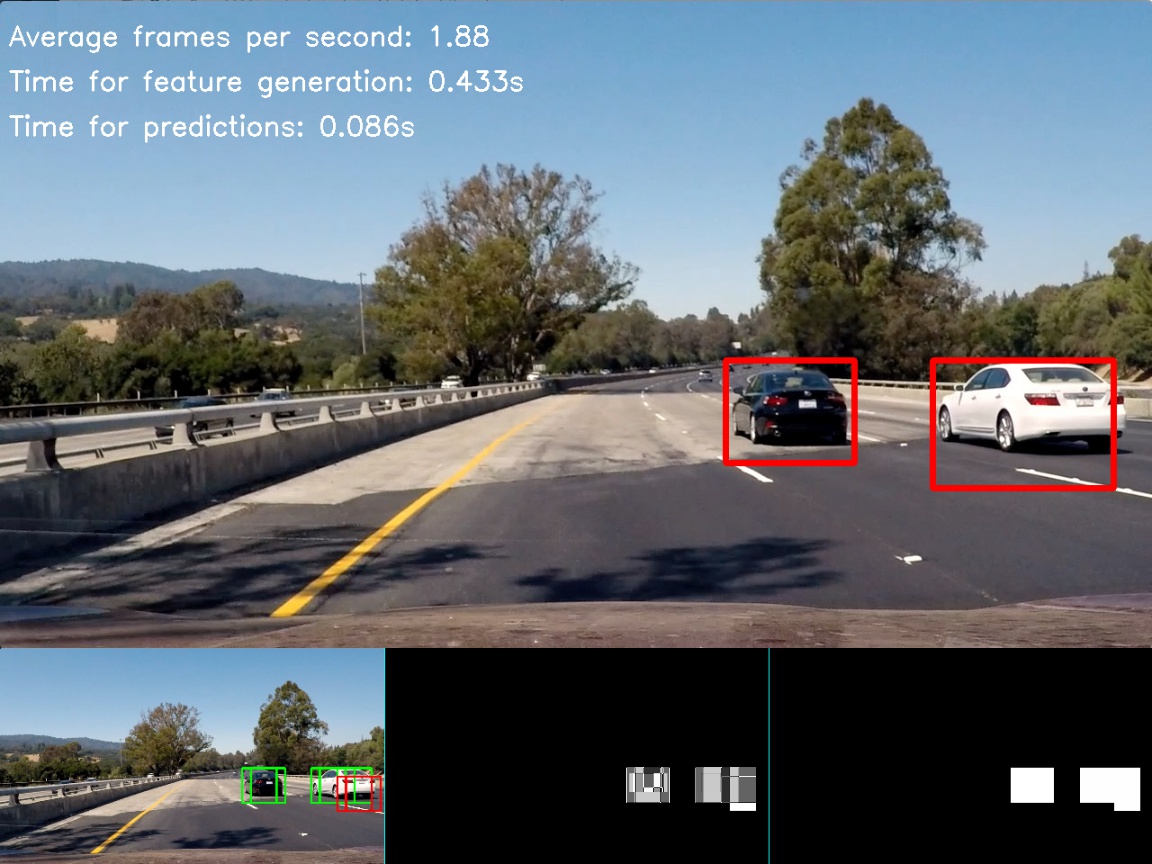 Average frames per second: 1.88
Time for feature generation: 0.433s
Time for predictions: 0.086s